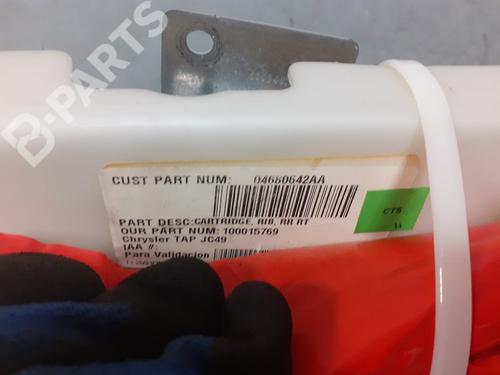 B-PARTS
CUST PART NUM: 04680642AA
CTS
PART DESC:CARTRIDGE, RIB, RR RT
OUR PART NUM: 100015769
Chrysler TAP JC49
IAA #:
Para Validacion